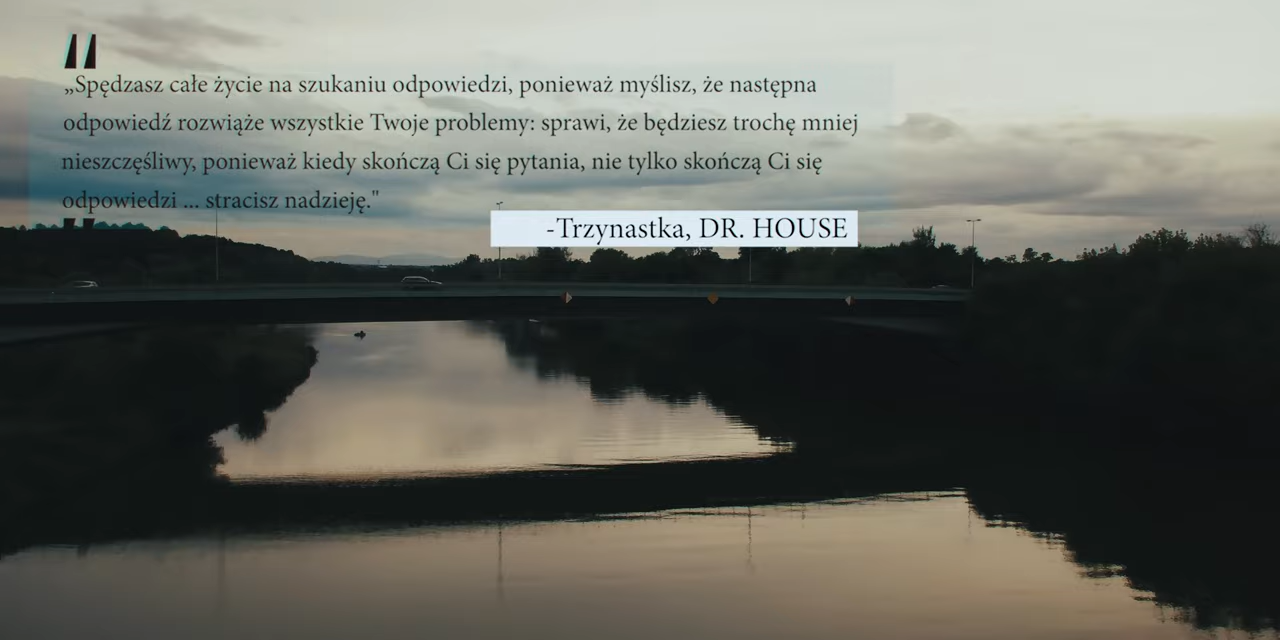 "
„Spędzasz całe życie na szukaniu odpowiedzi, ponieważ myślisz, że następna
odpowiedź rozwiąże wszystkie Twoje problemy: sprawi, że będziesz trochę mniej
nieszczęśliwy, ponieważ kiedy skończą Ci się pytania, nie tylko skończą Ci się
odpowiedzi ... stracisz nadzieję."
-Trzynastka, DR. HOUSE